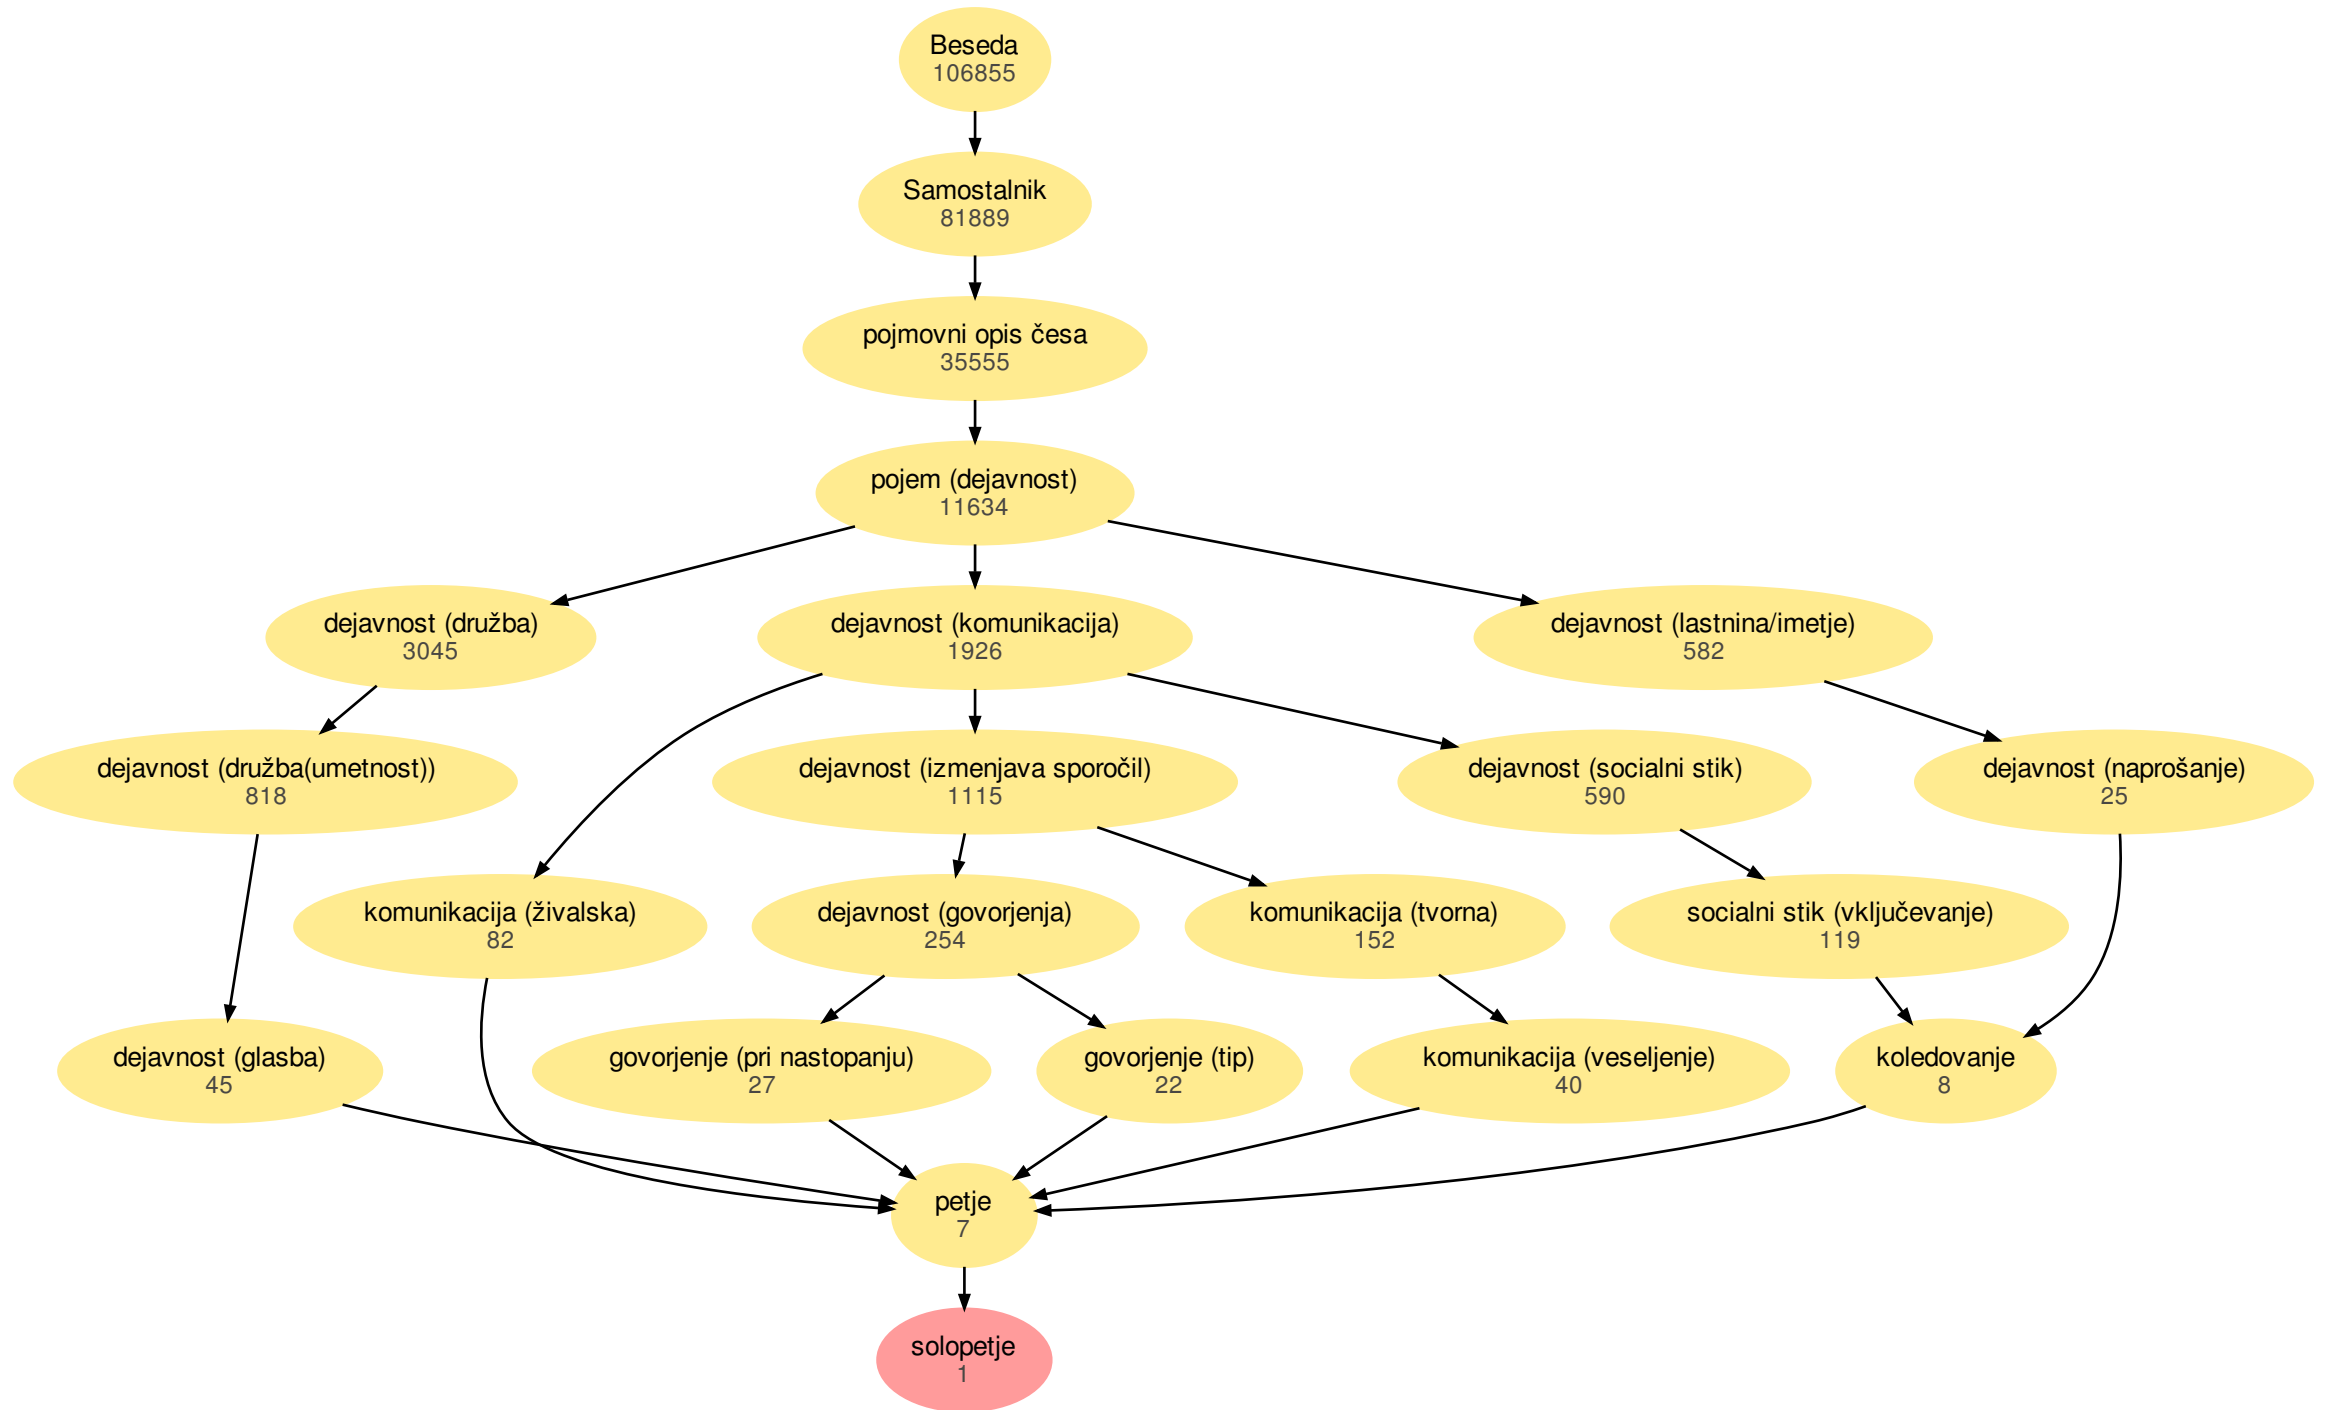 Beseda
106855
Samostalnik
81889
pojmovni opis česa
35555
pojem (dejavnost)
11634
dejavnost (družba)
3045
dejavnost (komunikacija)
1926
dejavnost (lastnina/imetje)
582
dejavnost (družba(umetnost))
818
dejavnost (izmenjava sporočil)
1115
dejavnost (socialni stik)
590
dejavnost (naprošanje)
25
komunikacija (živalska)
82
dejavnost (govorjenja)
254
komunikacija (tvorna)
152
socialni stik (vključevanje)
119
dejavnost (glasba)
45
govorjenje (pri nastopanju)
27
govorjenje (tip)
22
komunikacija (veseljenje)
40
koledovanje
8
petje
7
solopetje
1